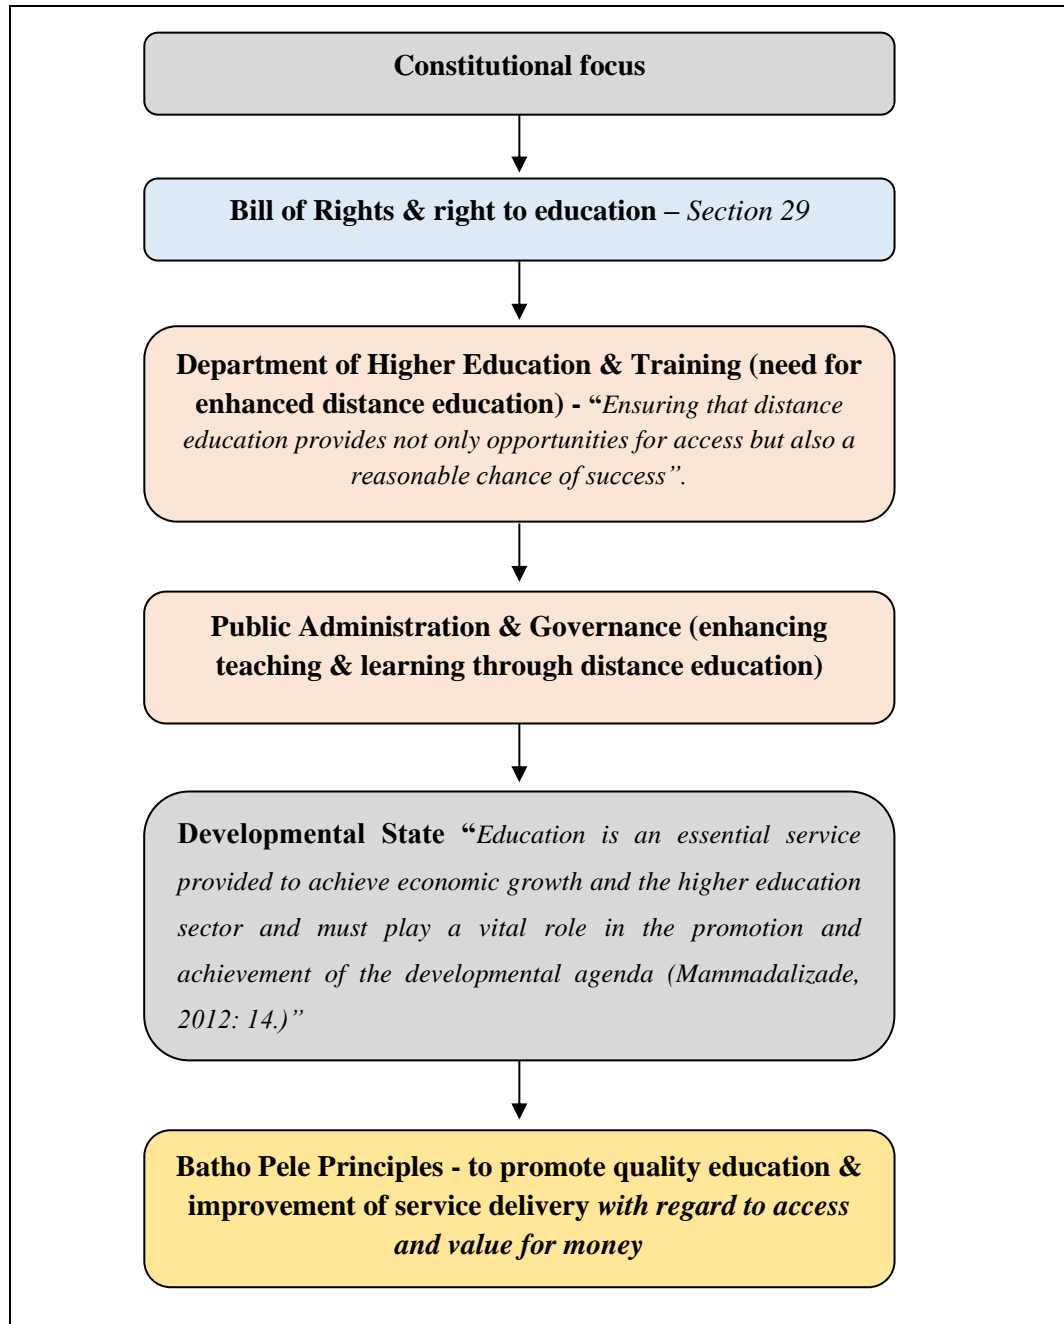 Constitutional focus
Bill of Rights & right to education – Section 29
Department of Higher Education & Training (need for
enhanced distance education) - “Ensuring that distance
education provides not only opportunities for access but also a
reasonable chance of success”.
Public Administration & Governance (enhancing
teaching & learning through distance education)
Developmental State “Education is an essential service
provided to achieve economic growth and the higher education
sector and must play a vital role in the promotion and
achievement of the developmental agenda (Mammadalizade,
2012: 14.)”
Batho Pele Principles - to promote quality education &
improvement of service delivery with regard to access
and value for money